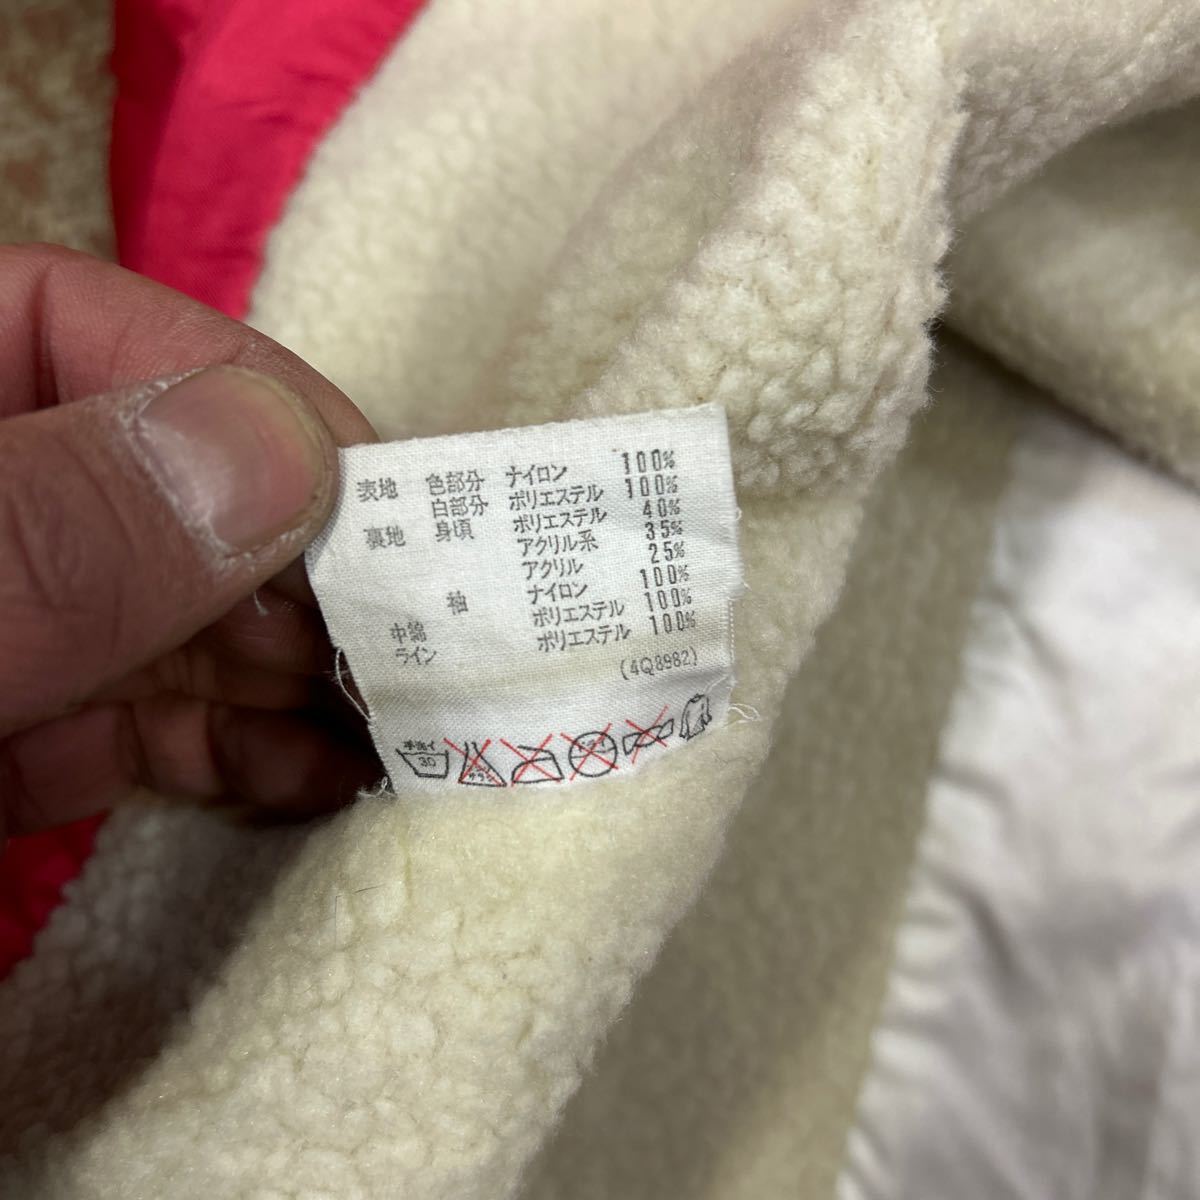 表地 色部分 ナイロン 100%
白部分 ポリエステル 100%
裏地 身頃 ポリエステル 40%
アクリル系 35%
アクリル 25%
袖 ナイロン 100%
中綿 ポリエステル 100%
ライン ポリエステル 100%
(4Q8982)
手洗イ
30